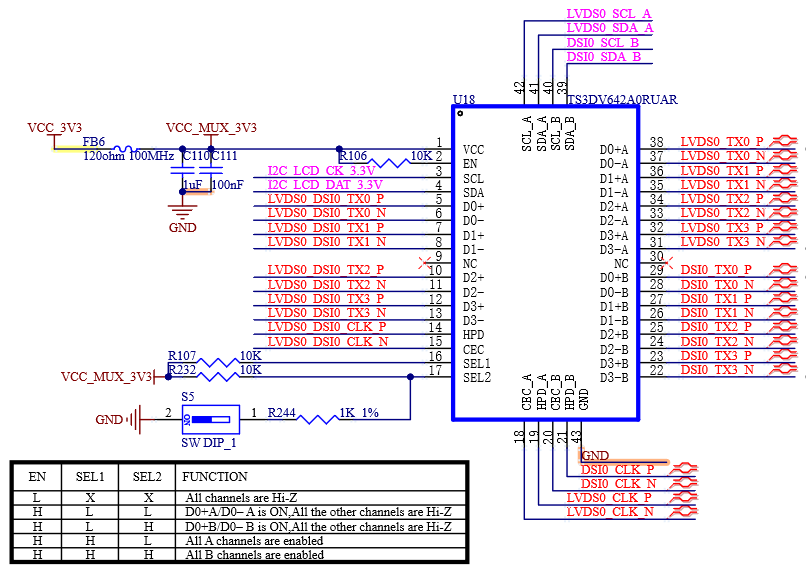 LVDS0_SCL_A
LVDS0_SDA_A
DSI0_SCL_B
DSI0_SDA_B
42
41
40
39
U18
TS3DV642A0RUAR
SCL_A
SDA_A
SCL_B
SDA_B
VCC_3V3
FB6
120ohm 100MHz
VCC_MUX_3V3
C110
C111
1uF
100nF
GND
R106
10K
I2C_LCD_CK_3.3V
I2C_LCD_DAT_3.3V
LVDS0_DSI0_TX0_P
LVDS0_DSI0_TX0_N
LVDS0_DSI0_TX1_P
LVDS0_DSI0_TX1_N
LVDS0_DSI0_TX2_P
LVDS0_DSI0_TX2_N
LVDS0_DSI0_TX3_P
LVDS0_DSI0_TX3_N
LVDS0_DSI0_CLK_P
LVDS0_DSI0_CLK_N
1 VCC
2 EN
3 SCL
4 SDA
5 D0+
6 D0-
7 D1+
8 D1-
9 NC
10 D2+
11 D2-
12 D3+
13 D3-
14 HPD
15 CEC
16 SEL1
17 SEL2
D0+A 38 LVDS0_TX0_P
D0-A 37 LVDS0_TX0_N
D1+A 36 LVDS0_TX1_P
D1-A 35 LVDS0_TX1_N
D2+A 34 LVDS0_TX2_P
D2-A 33 LVDS0_TX2_N
D3+A 32 LVDS0_TX3_P
D3-A 31 LVDS0_TX3_N
NC 30
D0+B 29 DSI0_TX0_P
D0-B 28 DSI0_TX0_N
D1+B 27 DSI0_TX1_P
D1-B 26 DSI0_TX1_N
D2+B 25 DSI0_TX2_P
D2-B 24 DSI0_TX2_N
D3+B 23 DSI0_TX3_P
D3-B 22 DSI0_TX3_N
R107 10K
VCC_MUX_3V3
R232 10K
S5
GND 2 ON 1
SW DIP_1
R244 1K 1%
CEC_A
HPD_A
CEC_B
HPD_B
GND
18
19
20
21
43
GND
DSI0_CLK_P
DSI0_CLK_N
LVDS0_CLK_P
LVDS0_CLK_N
EN SEL1 SEL2 FUNCTION
L X X All channels are Hi-Z
H L L D0+A/D0−A is ON,All the other channels are Hi-Z
H L H D0+B/D0−B is ON,All the other channels are Hi-Z
H H L All A channels are enabled
H H H All B channels are enabled